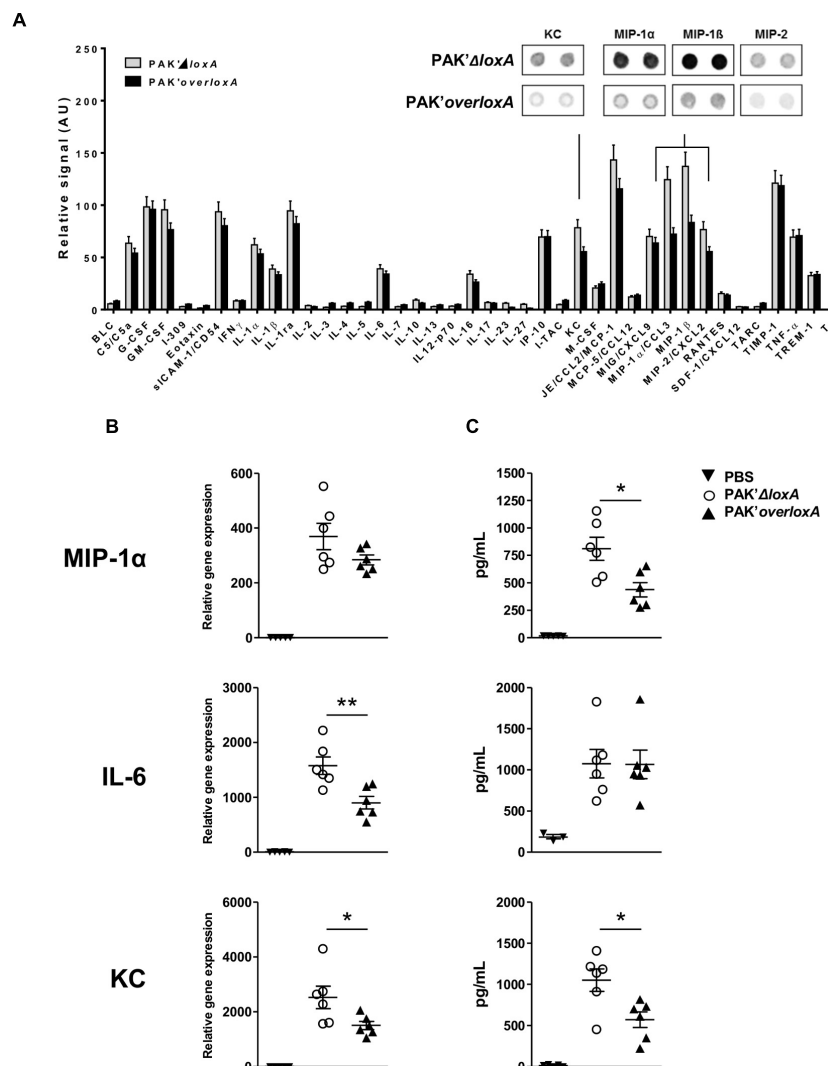 A
KC MIP-1α MIP-1ß MIP-2
PAK'ΔloxA
PAK'overloxA
PAK'◢loxA
PAK'overloxA
Relative signal (AU)
250
200
150
100
50
0
BLC
C5/C5a
G-CSF
GM-CSF
I-309
Eotaxin
sICAM-1/CD54
IFNγ
IL-1α
IL-1β
IL-1ra
IL-2
IL-3
IL-4
IL-5
IL-6
IL-7
IL-10
IL-13
IL12-p70
IL-16
IL-17
IL-23
IL-27
IP-10
I-TAC
KC
M-CSF
JE/CCL2/MCP-1
MCP-5/CCL12
MIG/CXCL9
MIP-1α/CCL3
MIP-1β
MIP-2/CXCL2
RANTES
SDF-1/CXCL12
TARC
TIMP-1
TNF-α
TREM-1
T
B
C
PBS
PAK'ΔloxA
PAK'overloxA
MIP-1α
Relative gene expression
600
400
200
0
pg/mL
1500
1250
1000
750
500
250
0
*
IL-6
Relative gene expression
3000
2000
1000
0
**
pg/mL
2000
1500
1000
500
0
KC
Relative gene expression
6000
4000
2000
0
*
pg/mL
2000
1500
1000
500
0
*